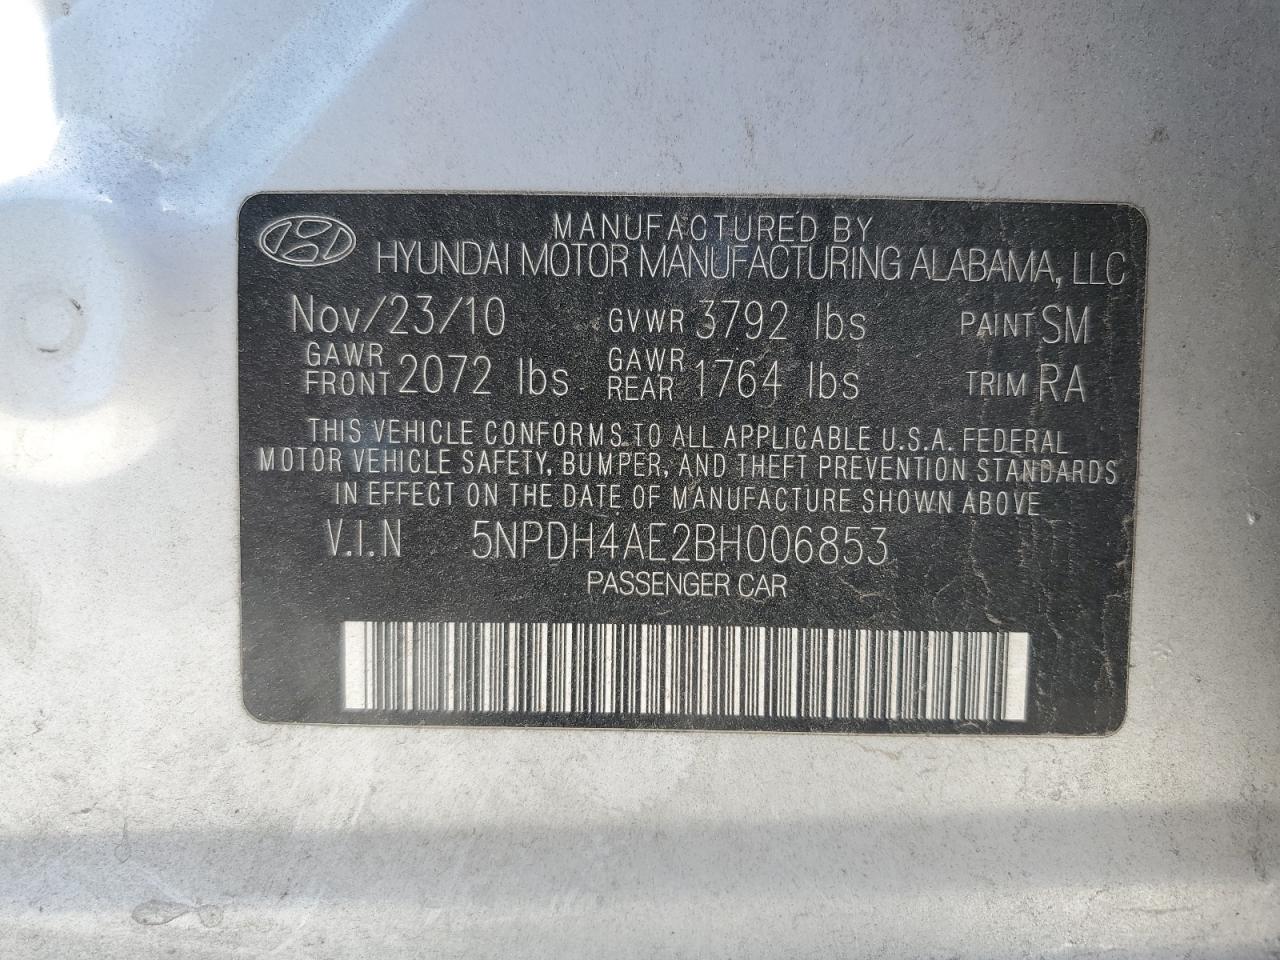 MANUFACTURED BY
HYUNDAI MOTOR MANUFACTURING ALABAMA, LLC
Nov/23/10 GVWR 3792 lbs PAINT SM
GAWR FRONT 2072 lbs GAWR REAR 1764 lbs TRIM RA
THIS VEHICLE CONFORMS TO ALL APPLICABLE U.S.A. FEDERAL
MOTOR VEHICLE SAFETY, BUMPER, AND THEFT PREVENTION STANDARDS
IN EFFECT ON THE DATE OF MANUFACTURE SHOWN ABOVE
V.I.N 5NPDH4AE2BH006853
PASSENGER CAR